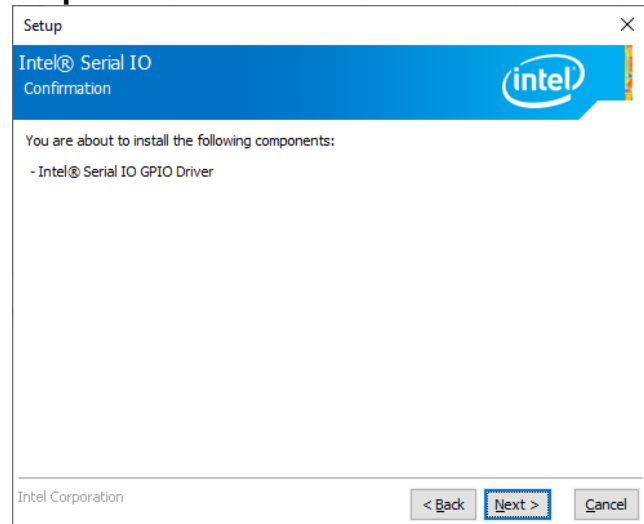 Setup
Intel® Serial IO
Confirmation
intel
You are about to install the following components:
- Intel® Serial IO GPIO Driver
Intel Corporation
< Back
Next >
Cancel